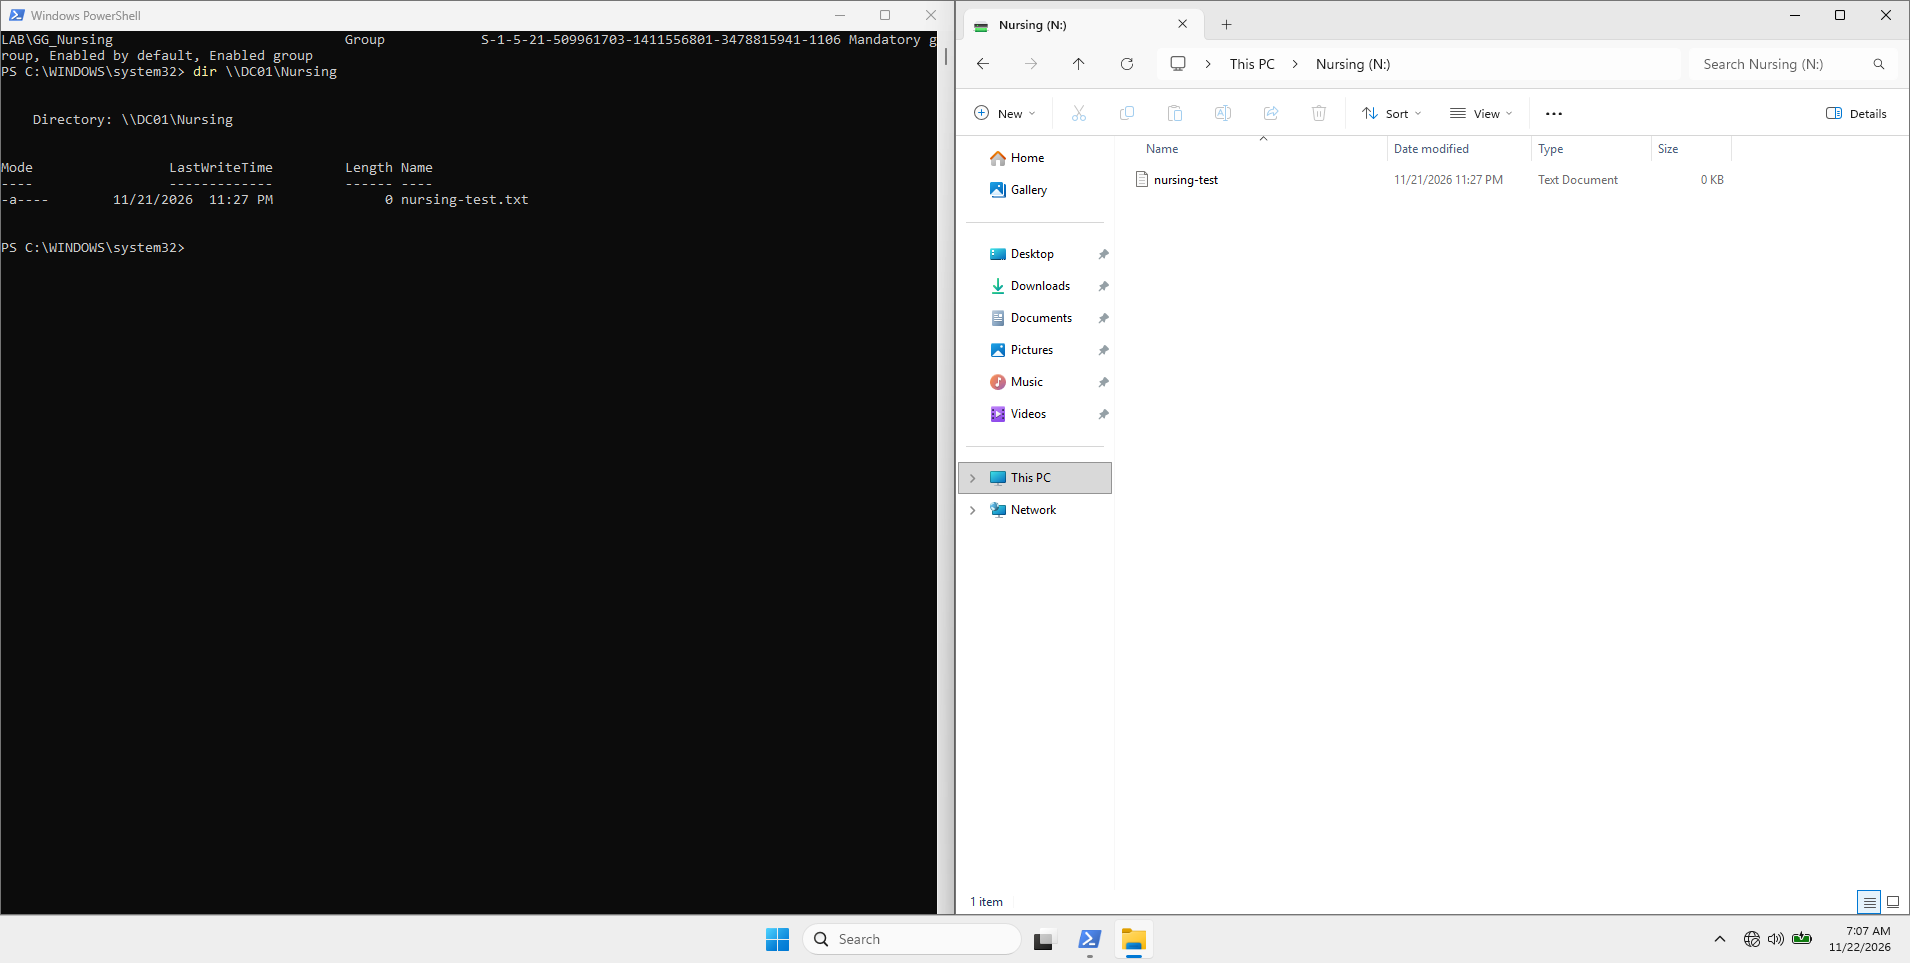 Windows PowerShell
LAB\GG_Nursing Group S-1-5-21-509961703-1411556801-3478815941-1106 Mandatory g
roup, Enabled by default, Enabled group
PS C:\WINDOWS\system32> dir \\DC01\Nursing
Directory: \\DC01\Nursing
Mode LastWriteTime Length Name
---- ------------- ------ ----
-a---- 11/21/2026 11:27 PM 0 nursing-test.txt
PS C:\WINDOWS\system32>
Nursing (N:)
This PC > Nursing (N:)
Search Nursing (N:)
New
Sort
View
Details
Name Date modified Type Size
nursing-test 11/21/2026 11:27 PM Text Document 0 KB
Home
Gallery
Desktop
Downloads
Documents
Pictures
Music
Videos
This PC
Network
1 item
Search
7:07 AM
11/22/2026